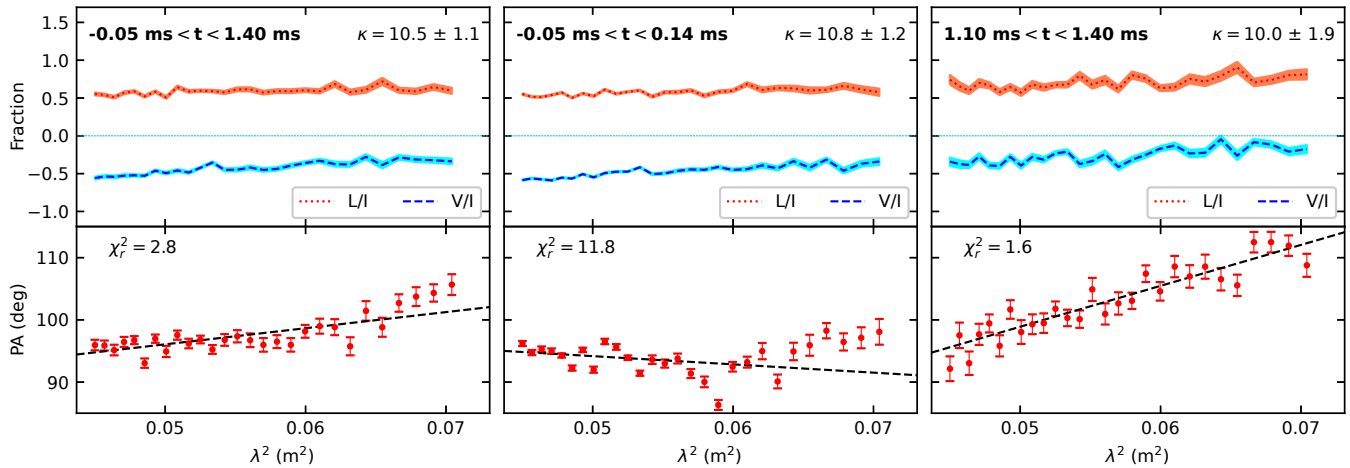 -0.05 ms < t < 1.40 ms κ = 10.5 ± 1.1
-0.05 ms < t < 0.14 ms κ = 10.8 ± 1.2
1.10 ms < t < 1.40 ms κ = 10.0 ± 1.9
1.5
1.0
0.5
0.0
−0.5
−1.0
Fraction
L/I V/I
L/I V/I
L/I V/I
χ²ᵣ = 2.8
χ²ᵣ = 11.8
χ²ᵣ = 1.6
110
100
90
PA (deg)
0.05 0.06 0.07
0.05 0.06 0.07
0.05 0.06 0.07
λ² (m²)
λ² (m²)
λ² (m²)